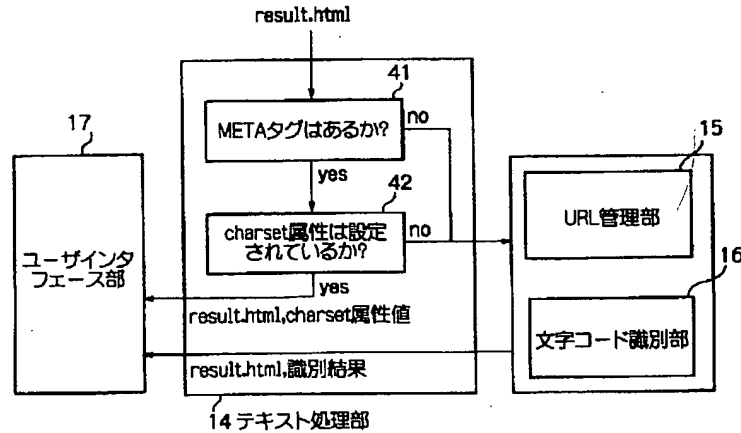 result.html
41
METAタグはあるか?
no
yes
42
charset属性は設定
されているか?
no
yes
17
ユーザインタ
フェース部
15
URL管理部
16
文字コード識別部
result.html,charset属性値
result.html,識別結果
14 テキスト処理部